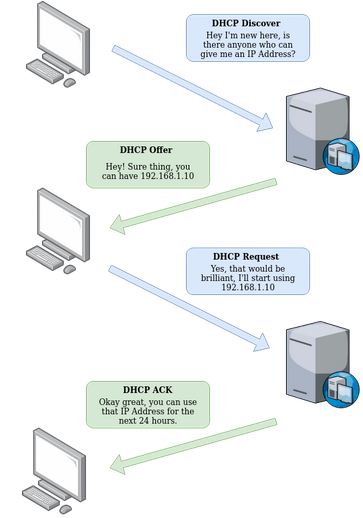 DHCP Discover
Hey I'm new here, is
there anyone who can
give me an IP Address?
DHCP Offer
Hey! Sure thing, you
can have 192.168.1.10
DHCP Request
Yes, that would be
brilliant, I'll start using
192.168.1.10
DHCP ACK
Okay great, you can use
that IP Address for the
next 24 hours.